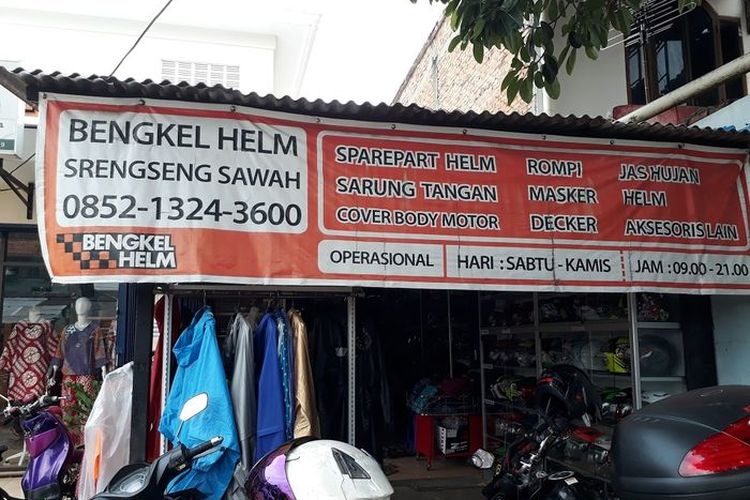 BENGKEL HELM
SRENGSENG SAWAH
0852-1324-3600
BENGKEL
HELM
SPAREPART HELM ROMPI JAS HUJAN
SARUNG TANGAN MASKER HELM
COVER BODY MOTOR DECKER AKSESORIS LAIN
OPERASIONAL HARI : SABTU - KAMIS JAM : 09.00 - 21.00